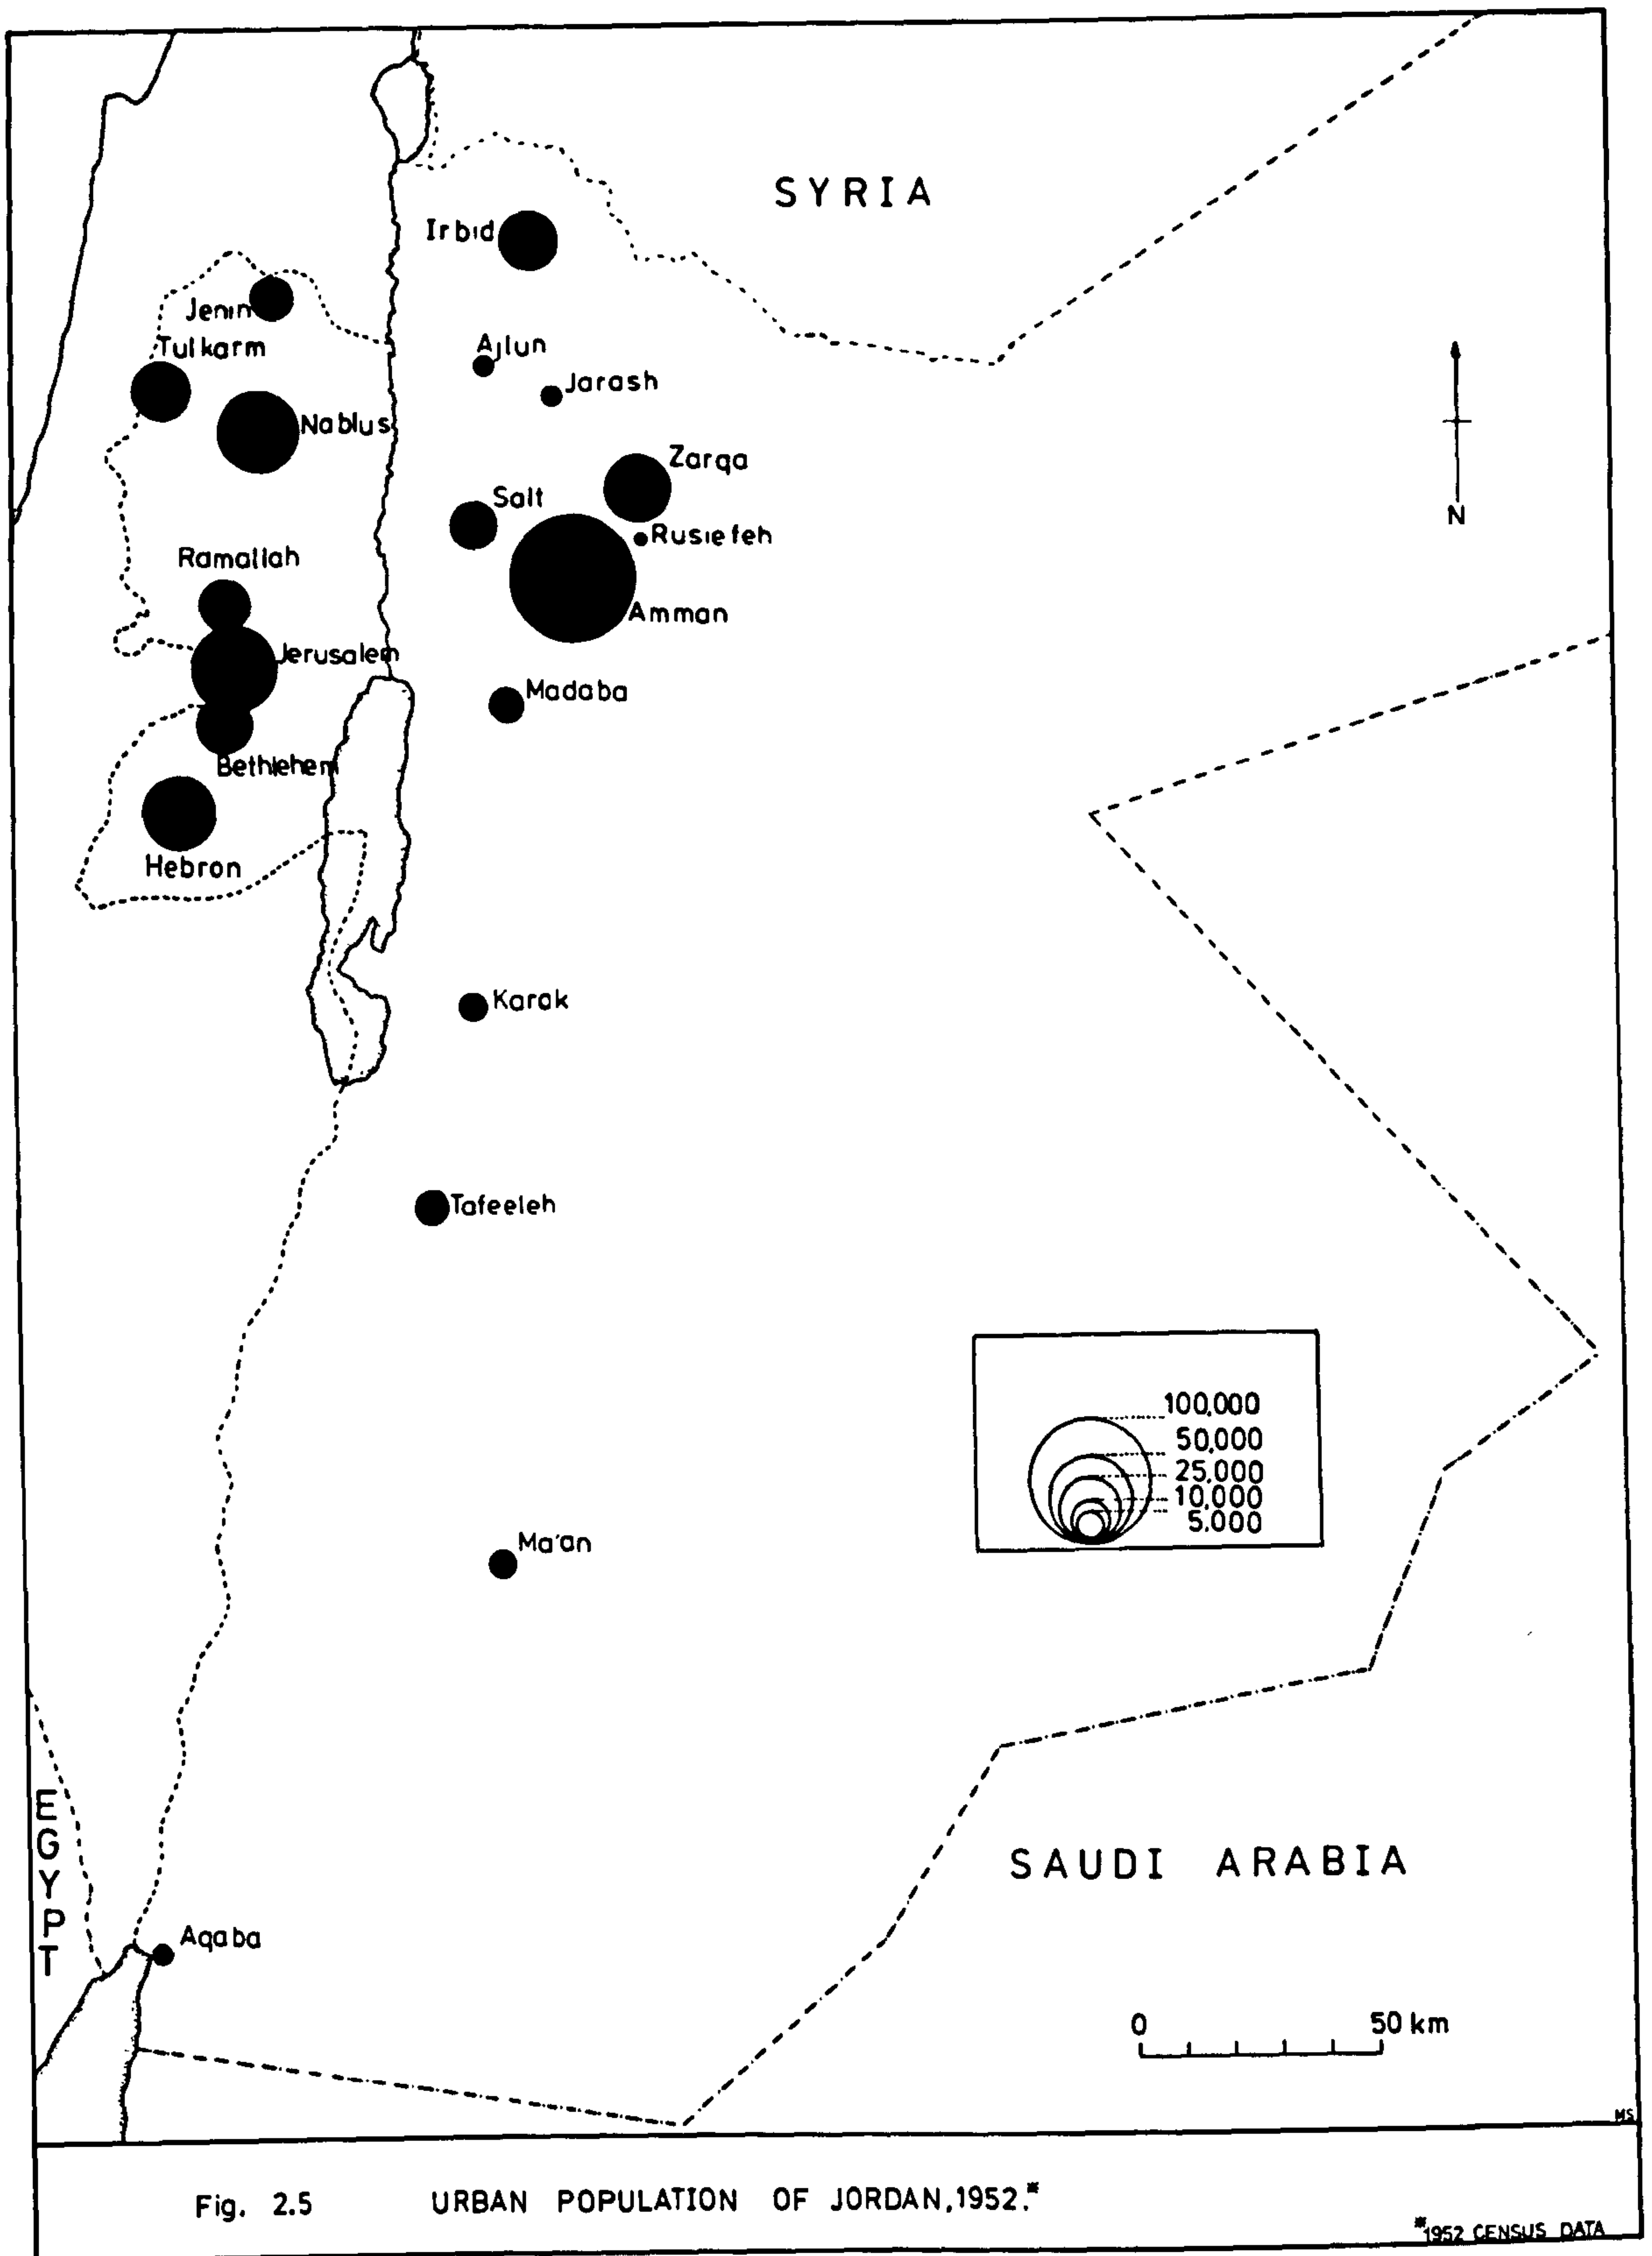 SYRIA
Irbid
Jenin
Tulkarm
Ajlun
Jarash
Nablus
Zarqa
Salt
Rusiefeh
N
Ramallah
Amman
Jerusalem
Madaba
Bethlehem
Hebron
Karak
Tafeeleh
100,000
50,000
25,000
10,000
5,000
Ma'an
EGYPT
SAUDI ARABIA
Aqaba
0 50 km
MS
Fig. 2.5 URBAN POPULATION OF JORDAN,1952.*
*1952 CENSUS DATA